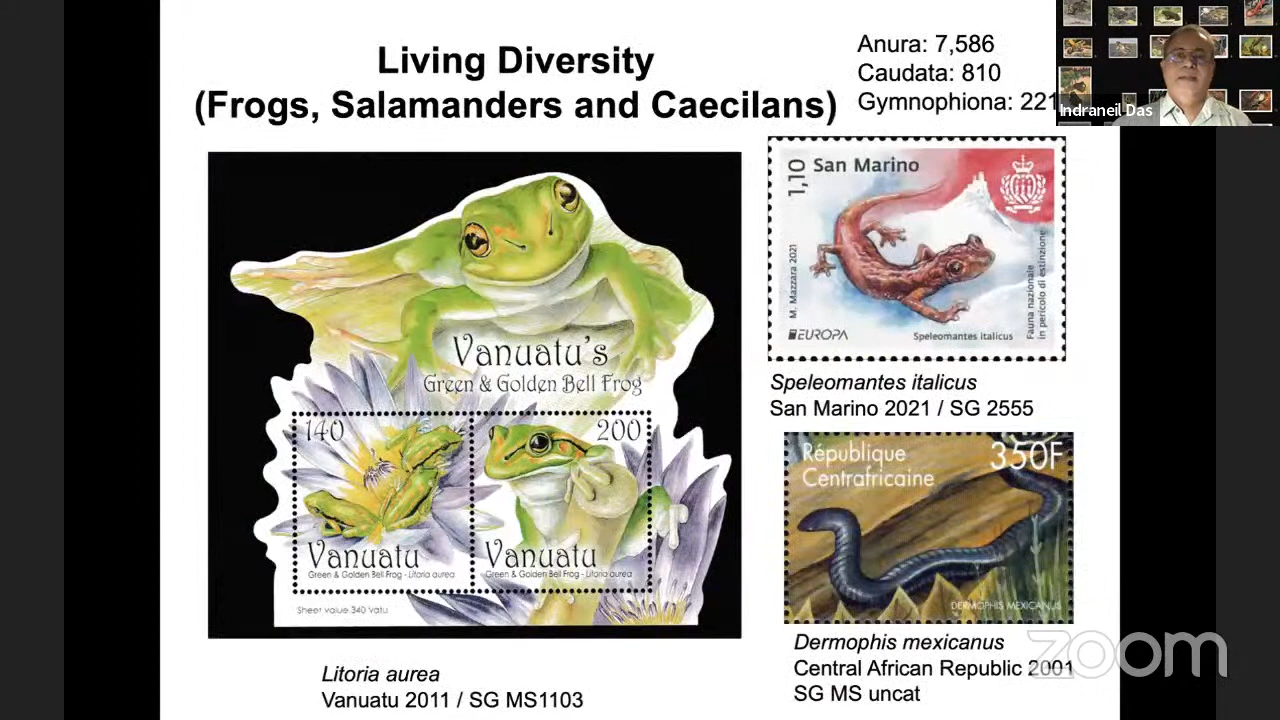 Living Diversity
(Frogs, Salamanders and Caecilans)
Anura: 7,586
Caudata: 810
Gymnophiona: 221
Indraneil Das
Vanuatu's
Green & Golden Bell Frog
140
Vanuatu
Green & Golden Bell Frog - Litoria aurea
200
Vanuatu
Green & Golden Bell Frog - Litoria aurea
Sheet value 340 Vatu
Litoria aurea
Vanuatu 2011 / SG MS1103
1,10
San Marino
M. Mazzara 2021
EUROPA
Speleomantes italicus
Fauna nazionale
in pericolo di estinzione
Speleomantes italicus
San Marino 2021 / SG 2555
République
Centrafricaine
350F
DERMOPHIS MEXICANUS
Dermophis mexicanus
Central African Republic 2001
SG MS uncat
zoom